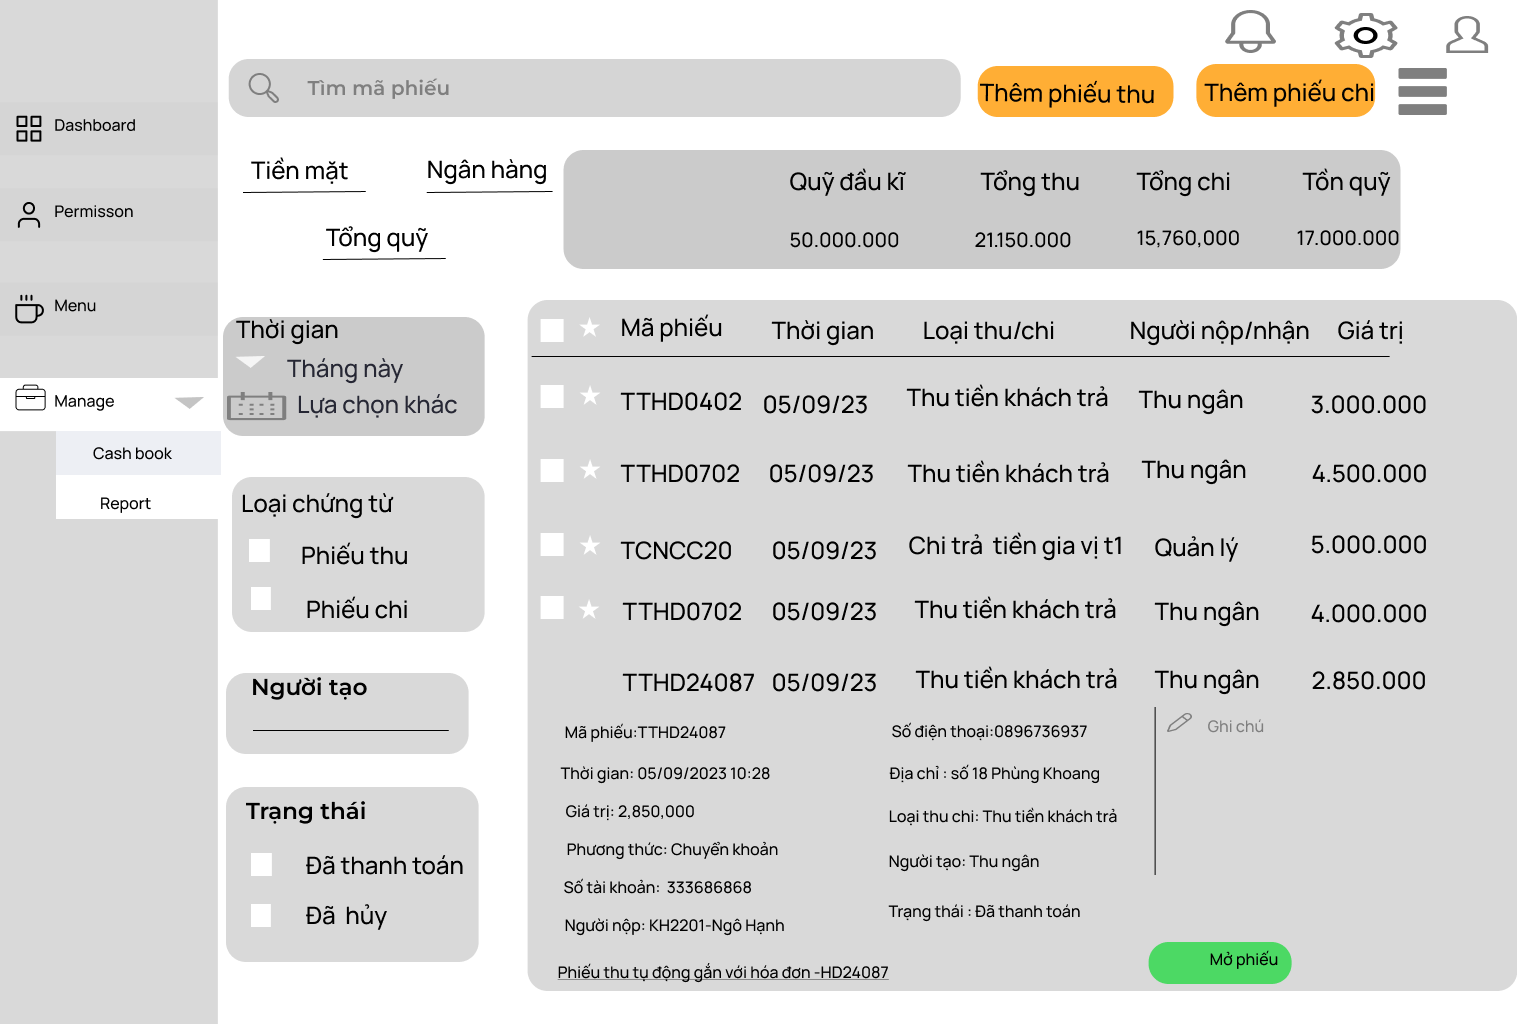 Dashboard
Permisson
Menu
Manage
Cash book
Report
Tìm mã phiếu
Thêm phiếu thu
Thêm phiếu chi
Tiền mặt
Ngân hàng
Tổng quỹ
Quỹ đầu kĩ
Tổng thu
Tổng chi
Tồn quỹ
50.000.000
21.150.000
15,760,000
17.000.000
Thời gian
Tháng này
Lựa chọn khác
Loại chứng từ
Phiếu thu
Phiếu chi
Người tạo
Trạng thái
Đã thanh toán
Đã hủy
Mã phiếu Thời gian Loại thu/chi Người nộp/nhận Giá trị
TTHD0402 05/09/23 Thu tiền khách trả Thu ngân 3.000.000
TTHD0702 05/09/23 Thu tiền khách trả Thu ngân 4.500.000
TCNCC20 05/09/23 Chi trả tiền gia vị t1 Quản lý 5.000.000
TTHD0702 05/09/23 Thu tiền khách trả Thu ngân 4.000.000
TTHD24087 05/09/23 Thu tiền khách trả Thu ngân 2.850.000
Mã phiếu:TTHD24087
Thời gian: 05/09/2023 10:28
Giá trị: 2,850,000
Phương thức: Chuyển khoản
Số tài khoản: 333686868
Người nộp: KH2201-Ngô Hạnh
Phiếu thu tụ động gắn với hóa đơn -HD24087
Số điện thoại:0896736937
Địa chỉ : số 18 Phùng Khoang
Loại thu chi: Thu tiền khách trả
Người tạo: Thu ngân
Trạng thái : Đã thanh toán
Ghi chú
Mở phiếu